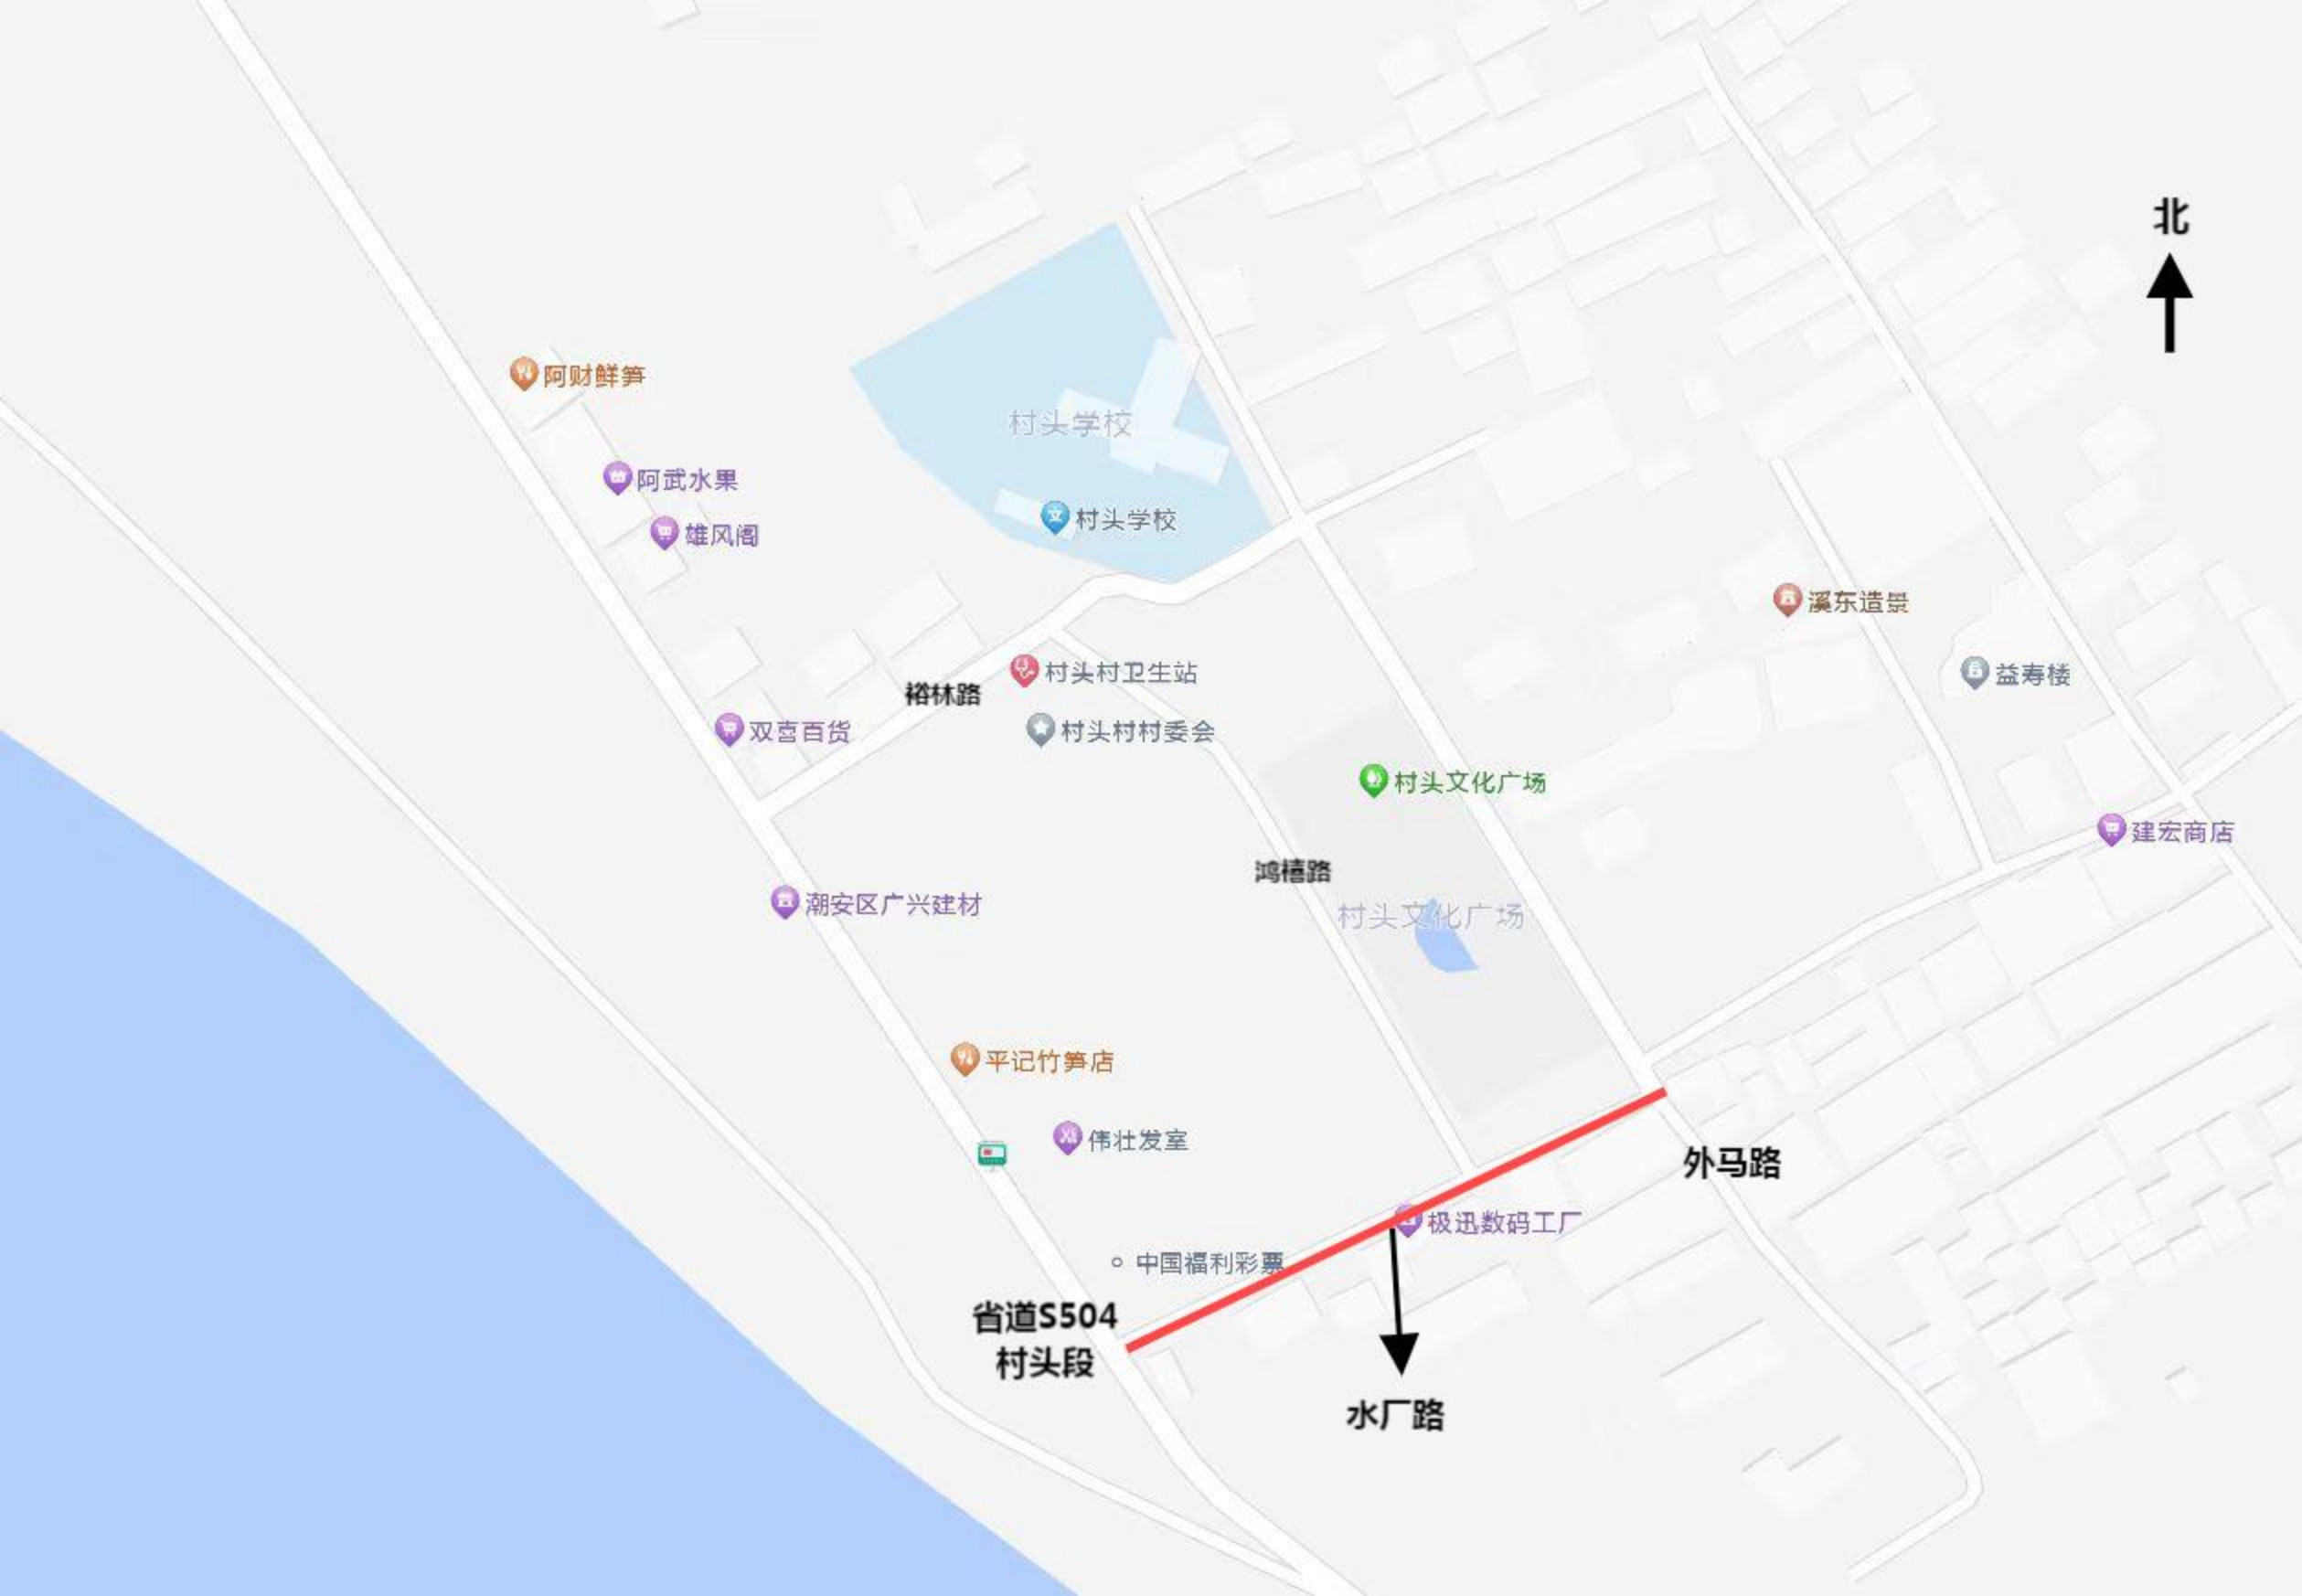 北
阿财鲜笋
村头学校
阿武水果
村头学校
雄风阁
溪东造景
村头村卫生站
益寿楼
裕林路
双喜百货
村头村村委会
村头文化广场
建宏商店
鸿禧路
潮安区广兴建材
村头文化广场
平记竹笋店
伟壮发室
外马路
极迅数码工厂
中国福利彩票
省道S504
村头段
水厂路